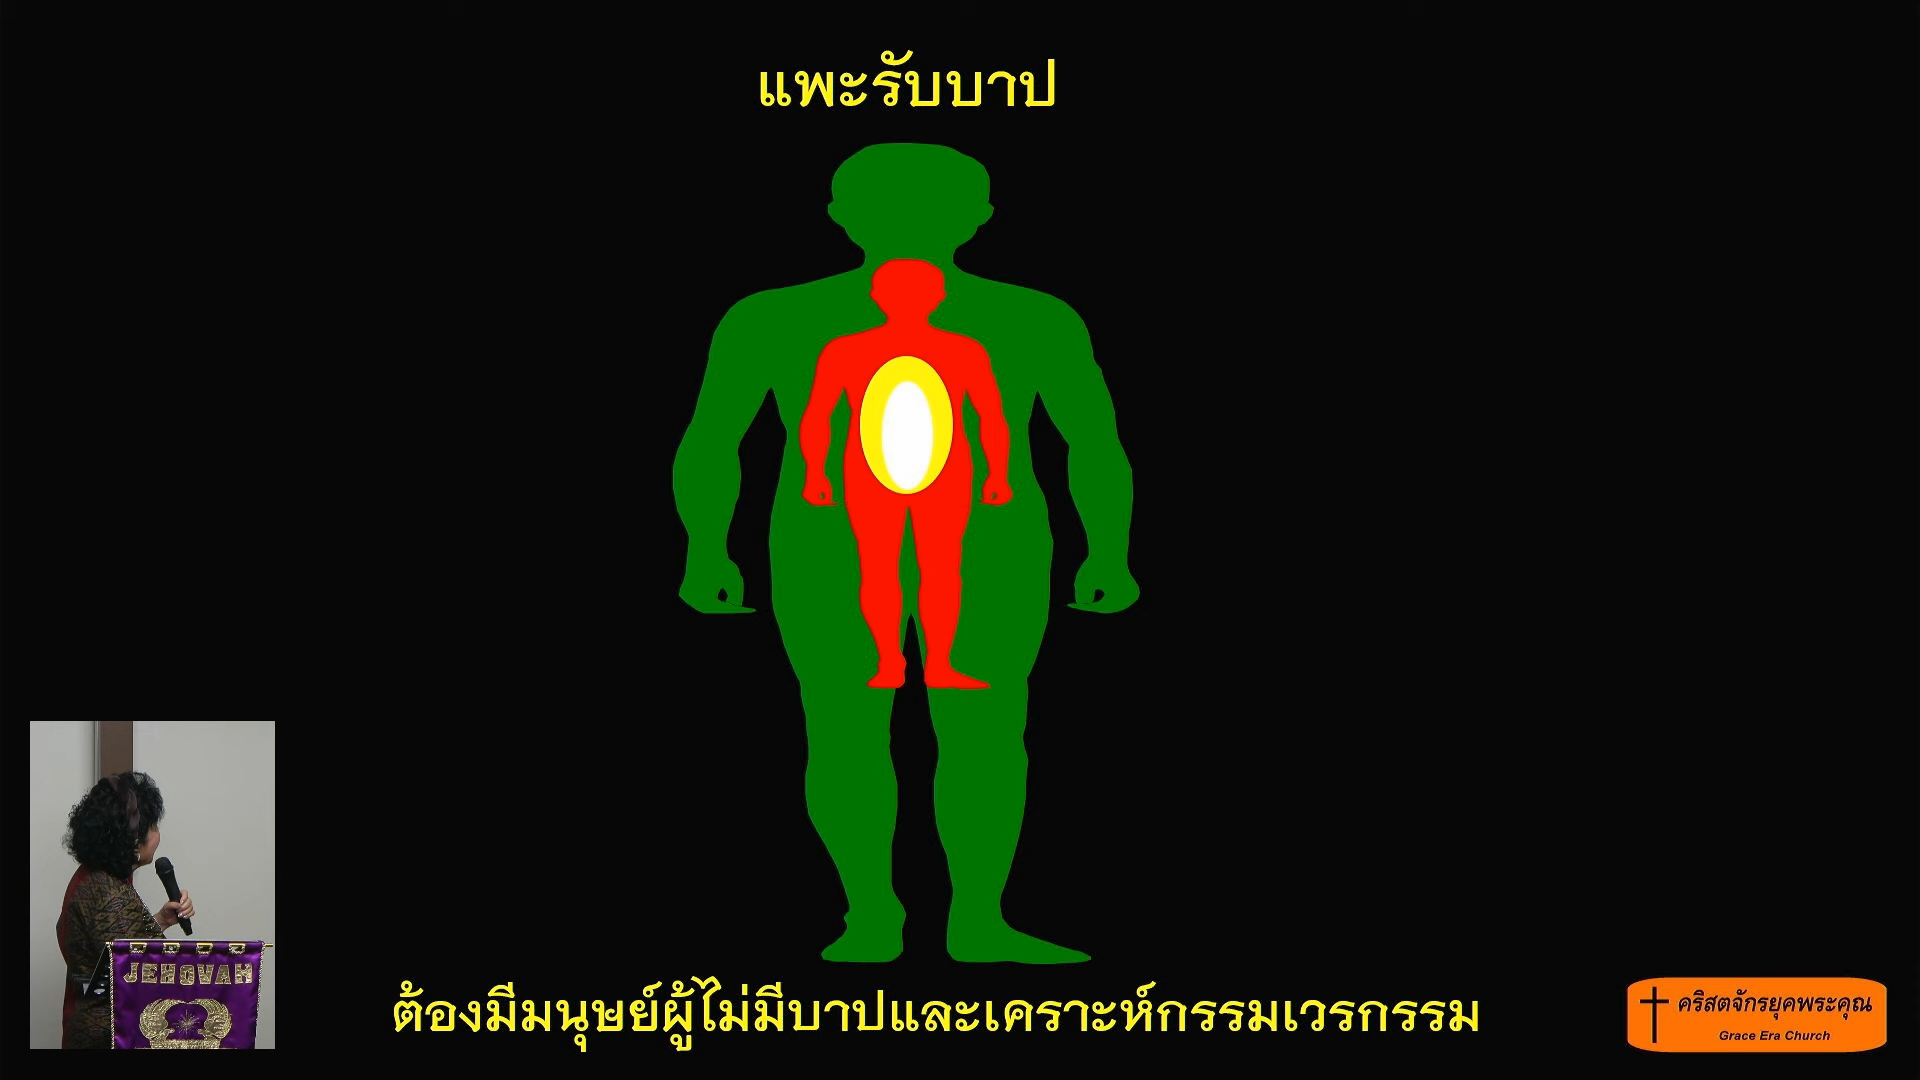 แพะรับบาป
JEHOVAH
ต้องมีมนุษย์ผู้ไม่มีบาปและเคราะห์กรรมเวรกรรม
คริสตจักรยุคพระคุณ
Grace Era Church